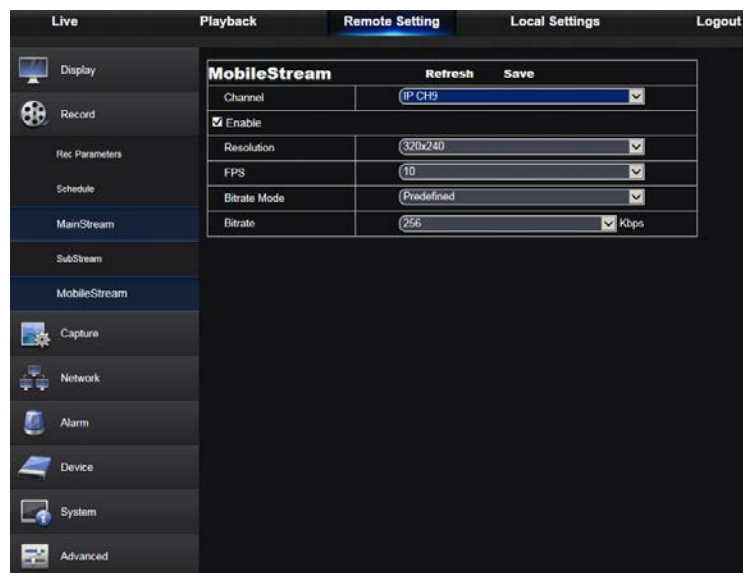 Live Playback Remote Setting Local Settings Logout
Display
Record
Rec Parameters
Schedule
MainStream
SubStream
MobileStream
Capture
Network
Alarm
Device
System
Advanced
MobileStream Refresh Save
Channel IP CH9
Enable
Resolution 320x240
FPS 10
Bitrate Mode Predefined
Bitrate 256 Kbps